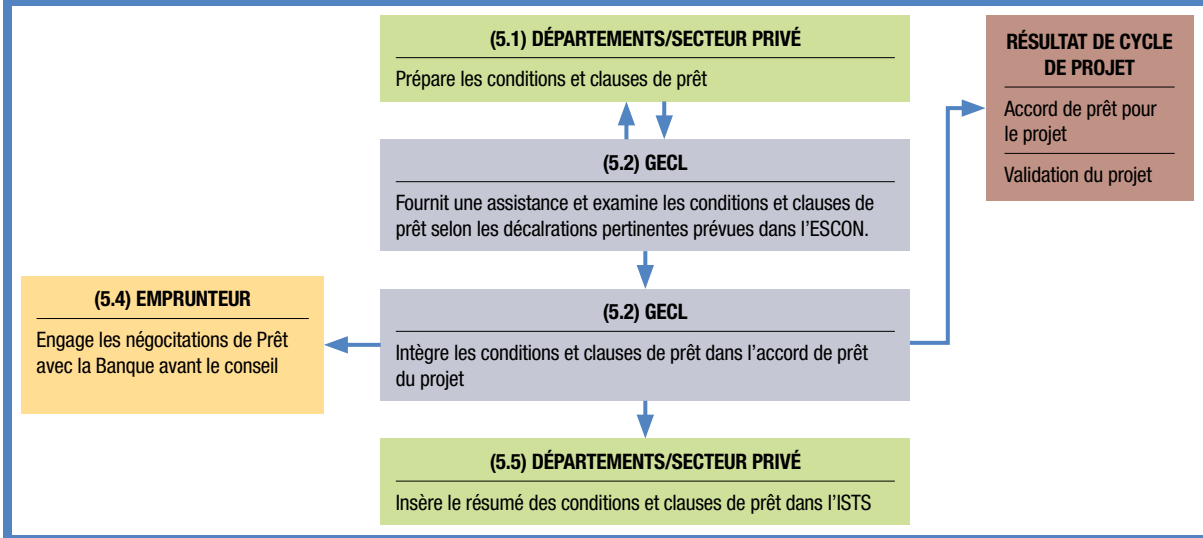 (5.1) DÉPARTEMENTS/SECTEUR PRIVÉ
Prépare les conditions et clauses de prêt
(5.2) GECL
Fournit une assistance et examine les conditions et clauses de
prêt selon les décalrations pertinentes prévues dans l'ESCON.
(5.2) GECL
Intègre les conditions et clauses de prêt dans l'accord de prêt
du projet
(5.4) EMPRUNTEUR
Engage les négocitations de Prêt
avec la Banque avant le conseil
(5.5) DÉPARTEMENTS/SECTEUR PRIVÉ
Insère le résumé des conditions et clauses de prêt dans l'ISTS
RÉSULTAT DE CYCLE
DE PROJET
Accord de prêt pour
le projet
Validation du projet